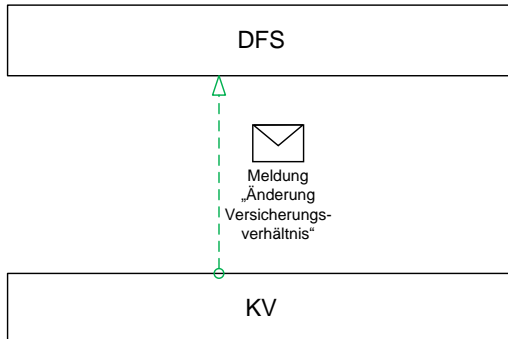 DFS
Meldung
„Änderung
Versicherungs-
verhältnis“
KV